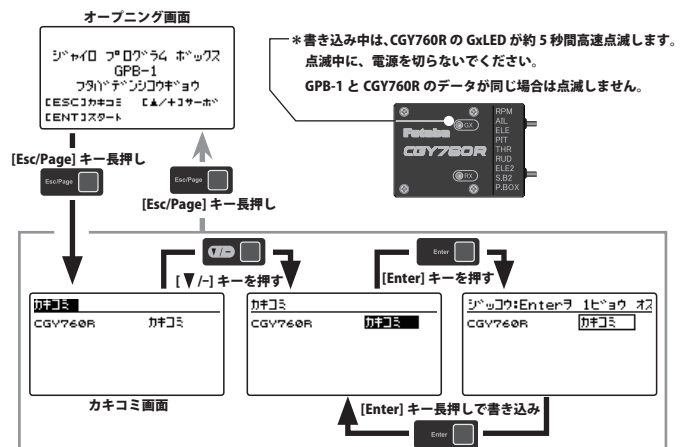 オープニング画面
ジャイロ プログラム ボックス
GPB-1
フタバデンシコウギョウ
[ESC]カキコミ [▲/+]サーボ
[ENT]スタート
＊書き込み中は、CGY760R の GxLED が約 5 秒間高速点滅します。
点滅中に、電源を切らないでください。
GPB-1 と CGY760R のデータが同じ場合は点滅しません。
Futaba
CGY760R
GX
RX
RPM
AIL
ELE
PIT
THR
RUD
ELE2
S.B2
P.BOX
[Esc/Page] キー長押し
Esc/Page
Esc/Page
[Esc/Page] キー長押し
▼/-
[ ▼ /-] キーを押す
Enter
[Enter] キーを押す
カキコミ
CGY760R カキコミ
カキコミ画面
カキコミ
CGY760R カキコミ
ジッコウ:Enterヲ 1ビョウ オス
CGY760R カキコミ
[Enter] キー長押しで書き込み
Enter